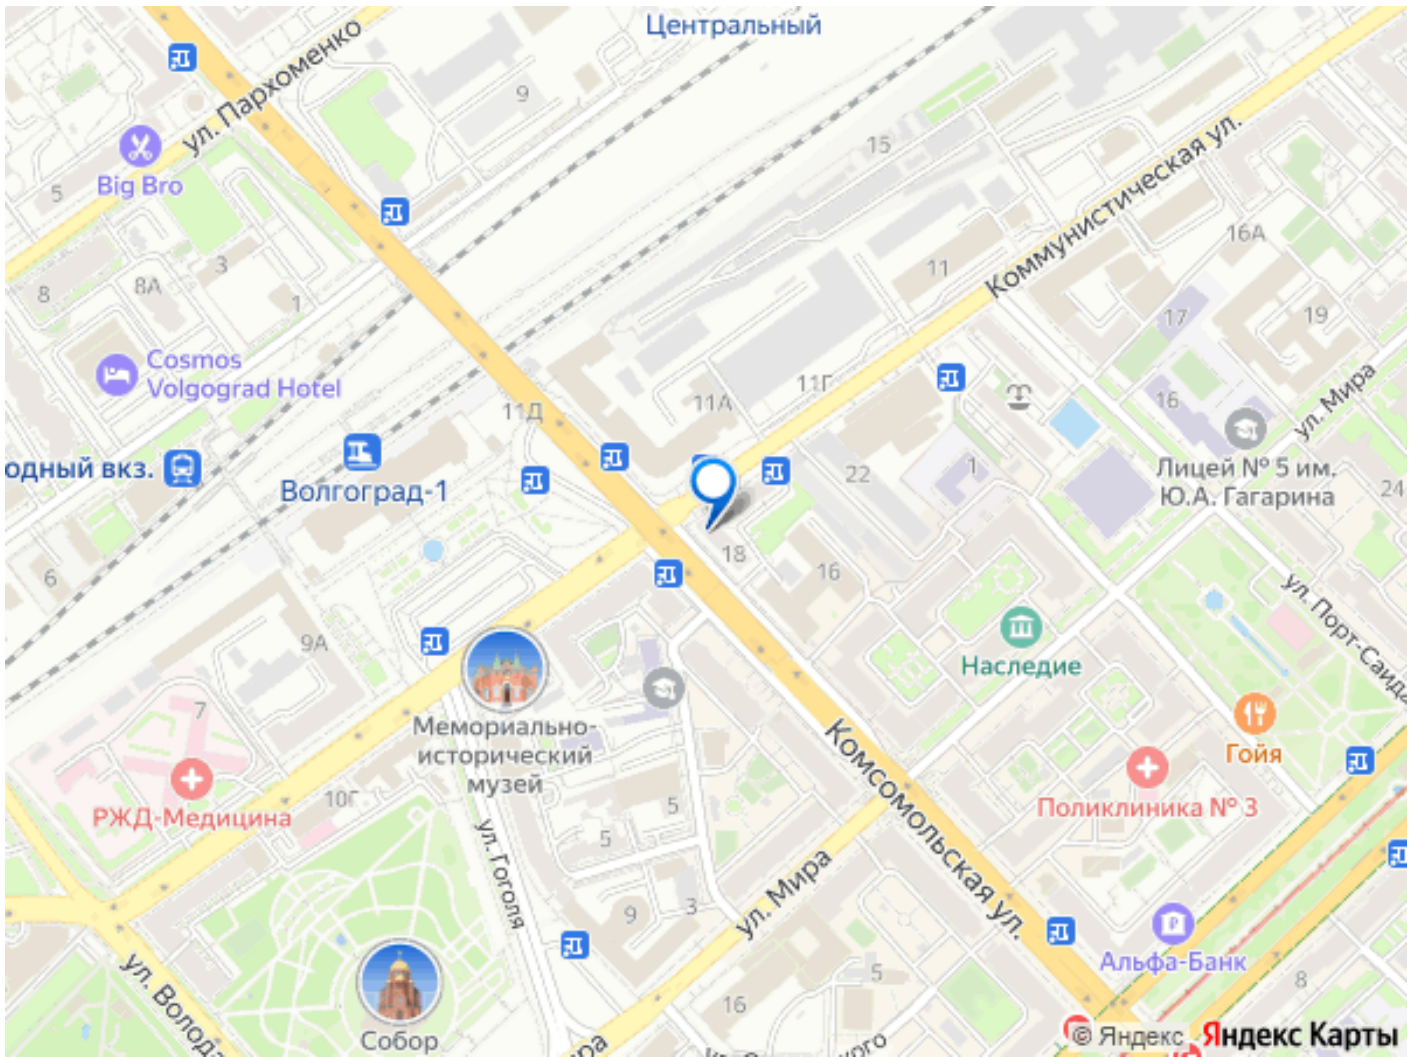 Центральный
ул. Пархоменко
9
15
Коммунистическая ул.
Big Bro
5
16А
3
8А
8
1
11
17
19
Cosmos
Volgograd Hotel
11Г
11А
11Д
16
ул. Мира
одный вкз.
Волгоград-1
22
1
Лицей № 5 им.
Ю.А. Гагарина
24
18
16
6
ул. Порт-Саида
9А
Наследие
7
Мемориально-
исторический
музей
Гойя
РЖД-Медицина
10Г
5
5
Поликлиника № 3
Комсомольская ул.
ул. Гоголя
ул. Мира
9
3
Альфа-Банк
5
8
16
ул. Волода
Собор
© Яндекс
Яндекс Карты